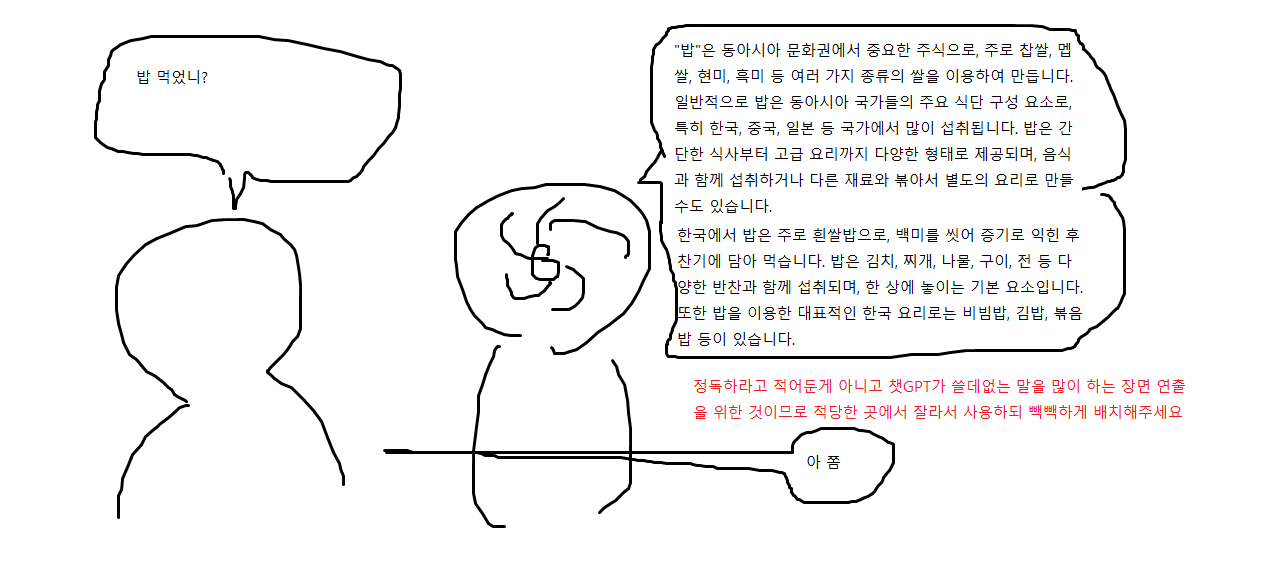 밥 먹었니?
"밥"은 동아시아 문화권에서 중요한 주식으로, 주로 찹쌀, 멥
쌀, 현미, 흑미 등 여러 가지 종류의 쌀을 이용하여 만듭니다.
일반적으로 밥은 동아시아 국가들의 주요 식단 구성 요소로,
특히 한국, 중국, 일본 등 국가에서 많이 섭취됩니다. 밥은 간
단한 식사부터 고급 요리까지 다양한 형태로 제공되며, 음식
과 함께 섭취하거나 다른 재료와 볶아서 별도의 요리로 만들
수도 있습니다.
한국에서 밥은 주로 흰쌀밥으로, 백미를 씻어 증기로 익힌 후
찬기에 담아 먹습니다. 밥은 김치, 찌개, 나물, 구이, 전 등 다
양한 반찬과 함께 섭취되며, 한 상에 놓이는 기본 요소입니다.
또한 밥을 이용한 대표적인 한국 요리로는 비빔밥, 김밥, 볶음
밥 등이 있습니다.
정독하라고 적어둔게 아니고 챗GPT가 쓸데없는 말을 많이 하는 장면 연출
을 위한 것이므로 적당한 곳에서 잘라서 사용하되 빽빽하게 배치해주세요
아 쫌